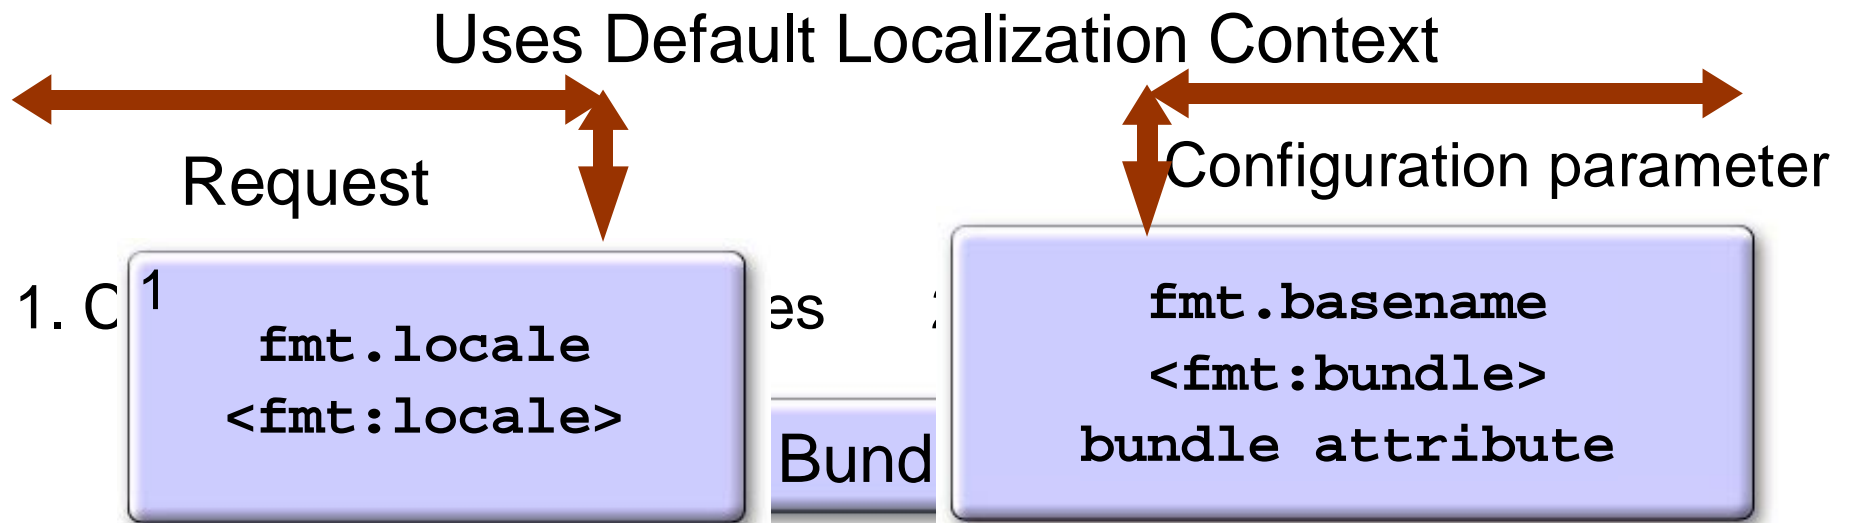 Uses Default Localization Context
Request
Configuration parameter
1. C
1
es
fmt.locale
<fmt:locale>
Bund
fmt.basename
<fmt:bundle>
bundle attribute